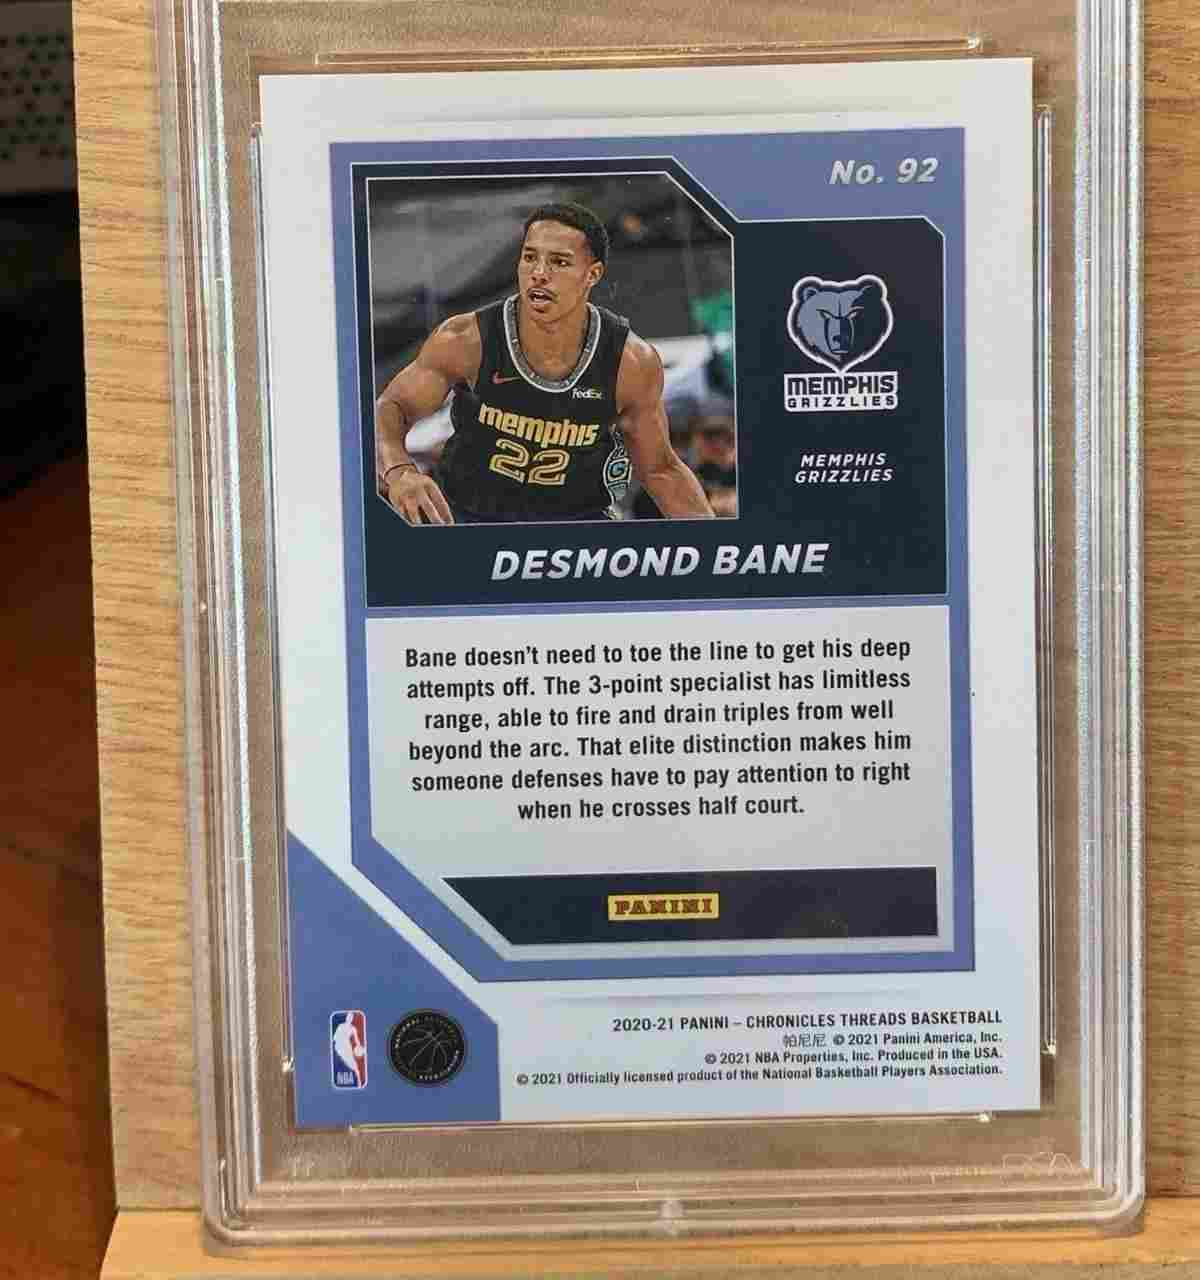 No. 92
FedEx
memphis
22
MEMPHIS
GRIZZLIES
MEMPHIS
GRIZZLIES
DESMOND BANE
Bane doesn't need to toe the line to get his deep
attempts off. The 3-point specialist has limitless
range, able to fire and drain triples from well
beyond the arc. That elite distinction makes him
someone defenses have to pay attention to right
when he crosses half court.
PANINI
NBA
2020-21 PANINI – CHRONICLES THREADS BASKETBALL
帕尼尼 © 2021 Panini America, Inc.
© 2021 NBA Properties, Inc. Produced in the USA.
© 2021 Officially licensed product of the National Basketball Players Association.
PSA